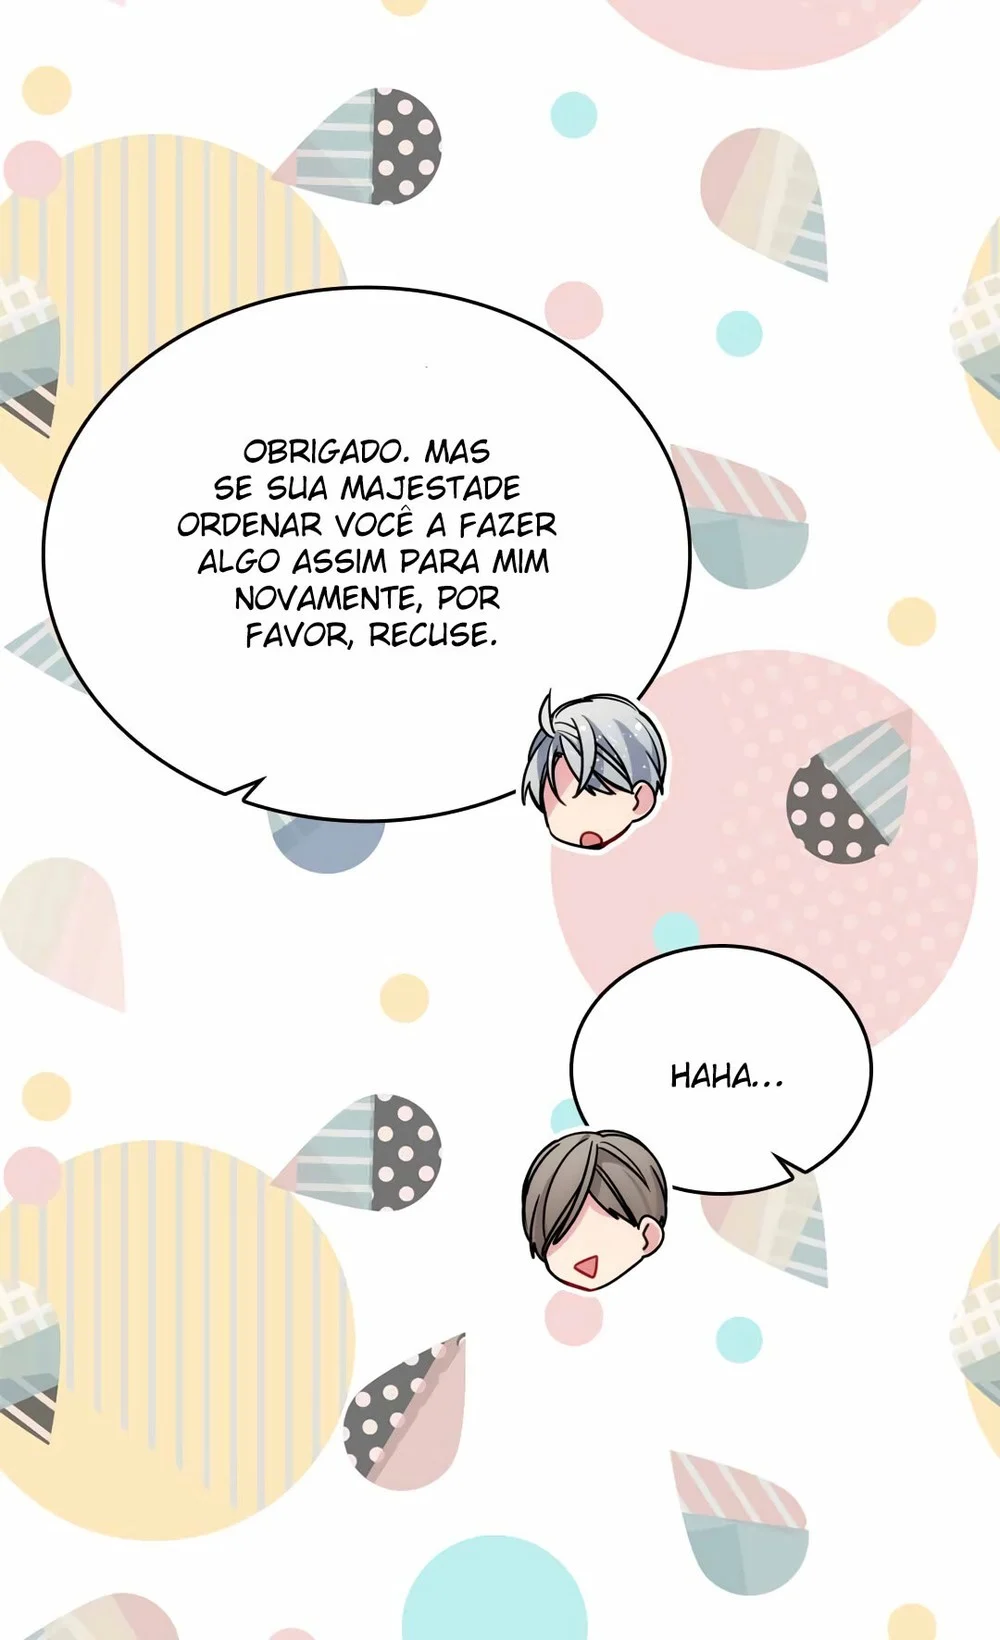 OBRIGADO. MAS
SE SUA MAJESTADE
ORDENAR VOCÊ A FAZER
ALGO ASSIM PARA MIM
NOVAMENTE, POR
FAVOR, RECUSE.
HAHA...